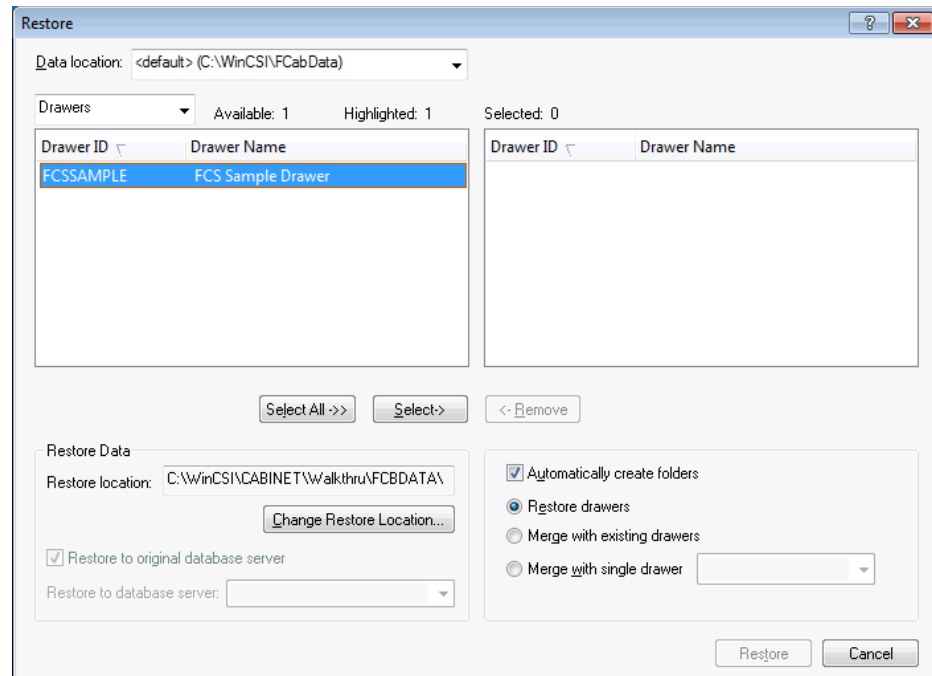 Restore
Data location: <default> (C:\WinCSI\FCabData)
Drawers Available: 1 Highlighted: 1 Selected: 0
Drawer ID Drawer Name Drawer ID Drawer Name
FCSSAMPLE FCS Sample Drawer
Select All ->> Select-> <- Remove
Restore Data
Restore location: C:\WinCSI\CABINET\Walkthru\FCBDATA\
Change Restore Location...
Restore to original database server
Restore to database server:
Automatically create folders
Restore drawers
Merge with existing drawers
Merge with single drawer
Restore Cancel